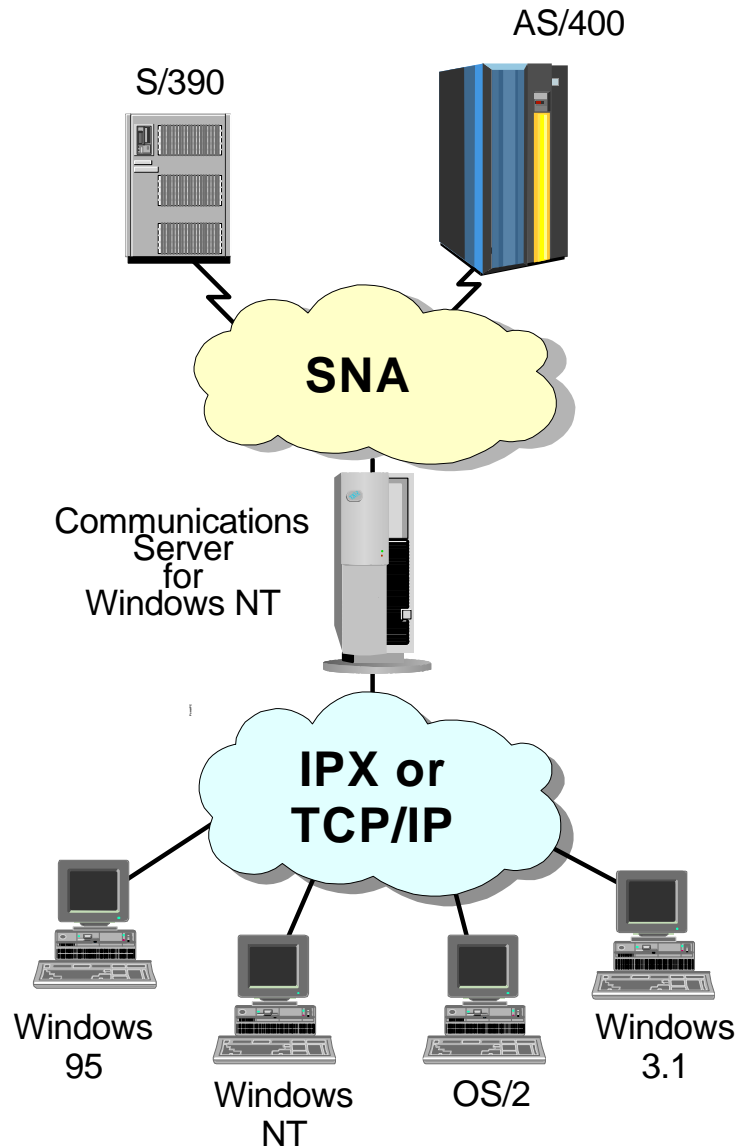 AS/400
S/390
SNA
Communications
Server
for
Windows NT
IPX or
TCP/IP
Windows
95
Windows
NT
OS/2
Windows
3.1